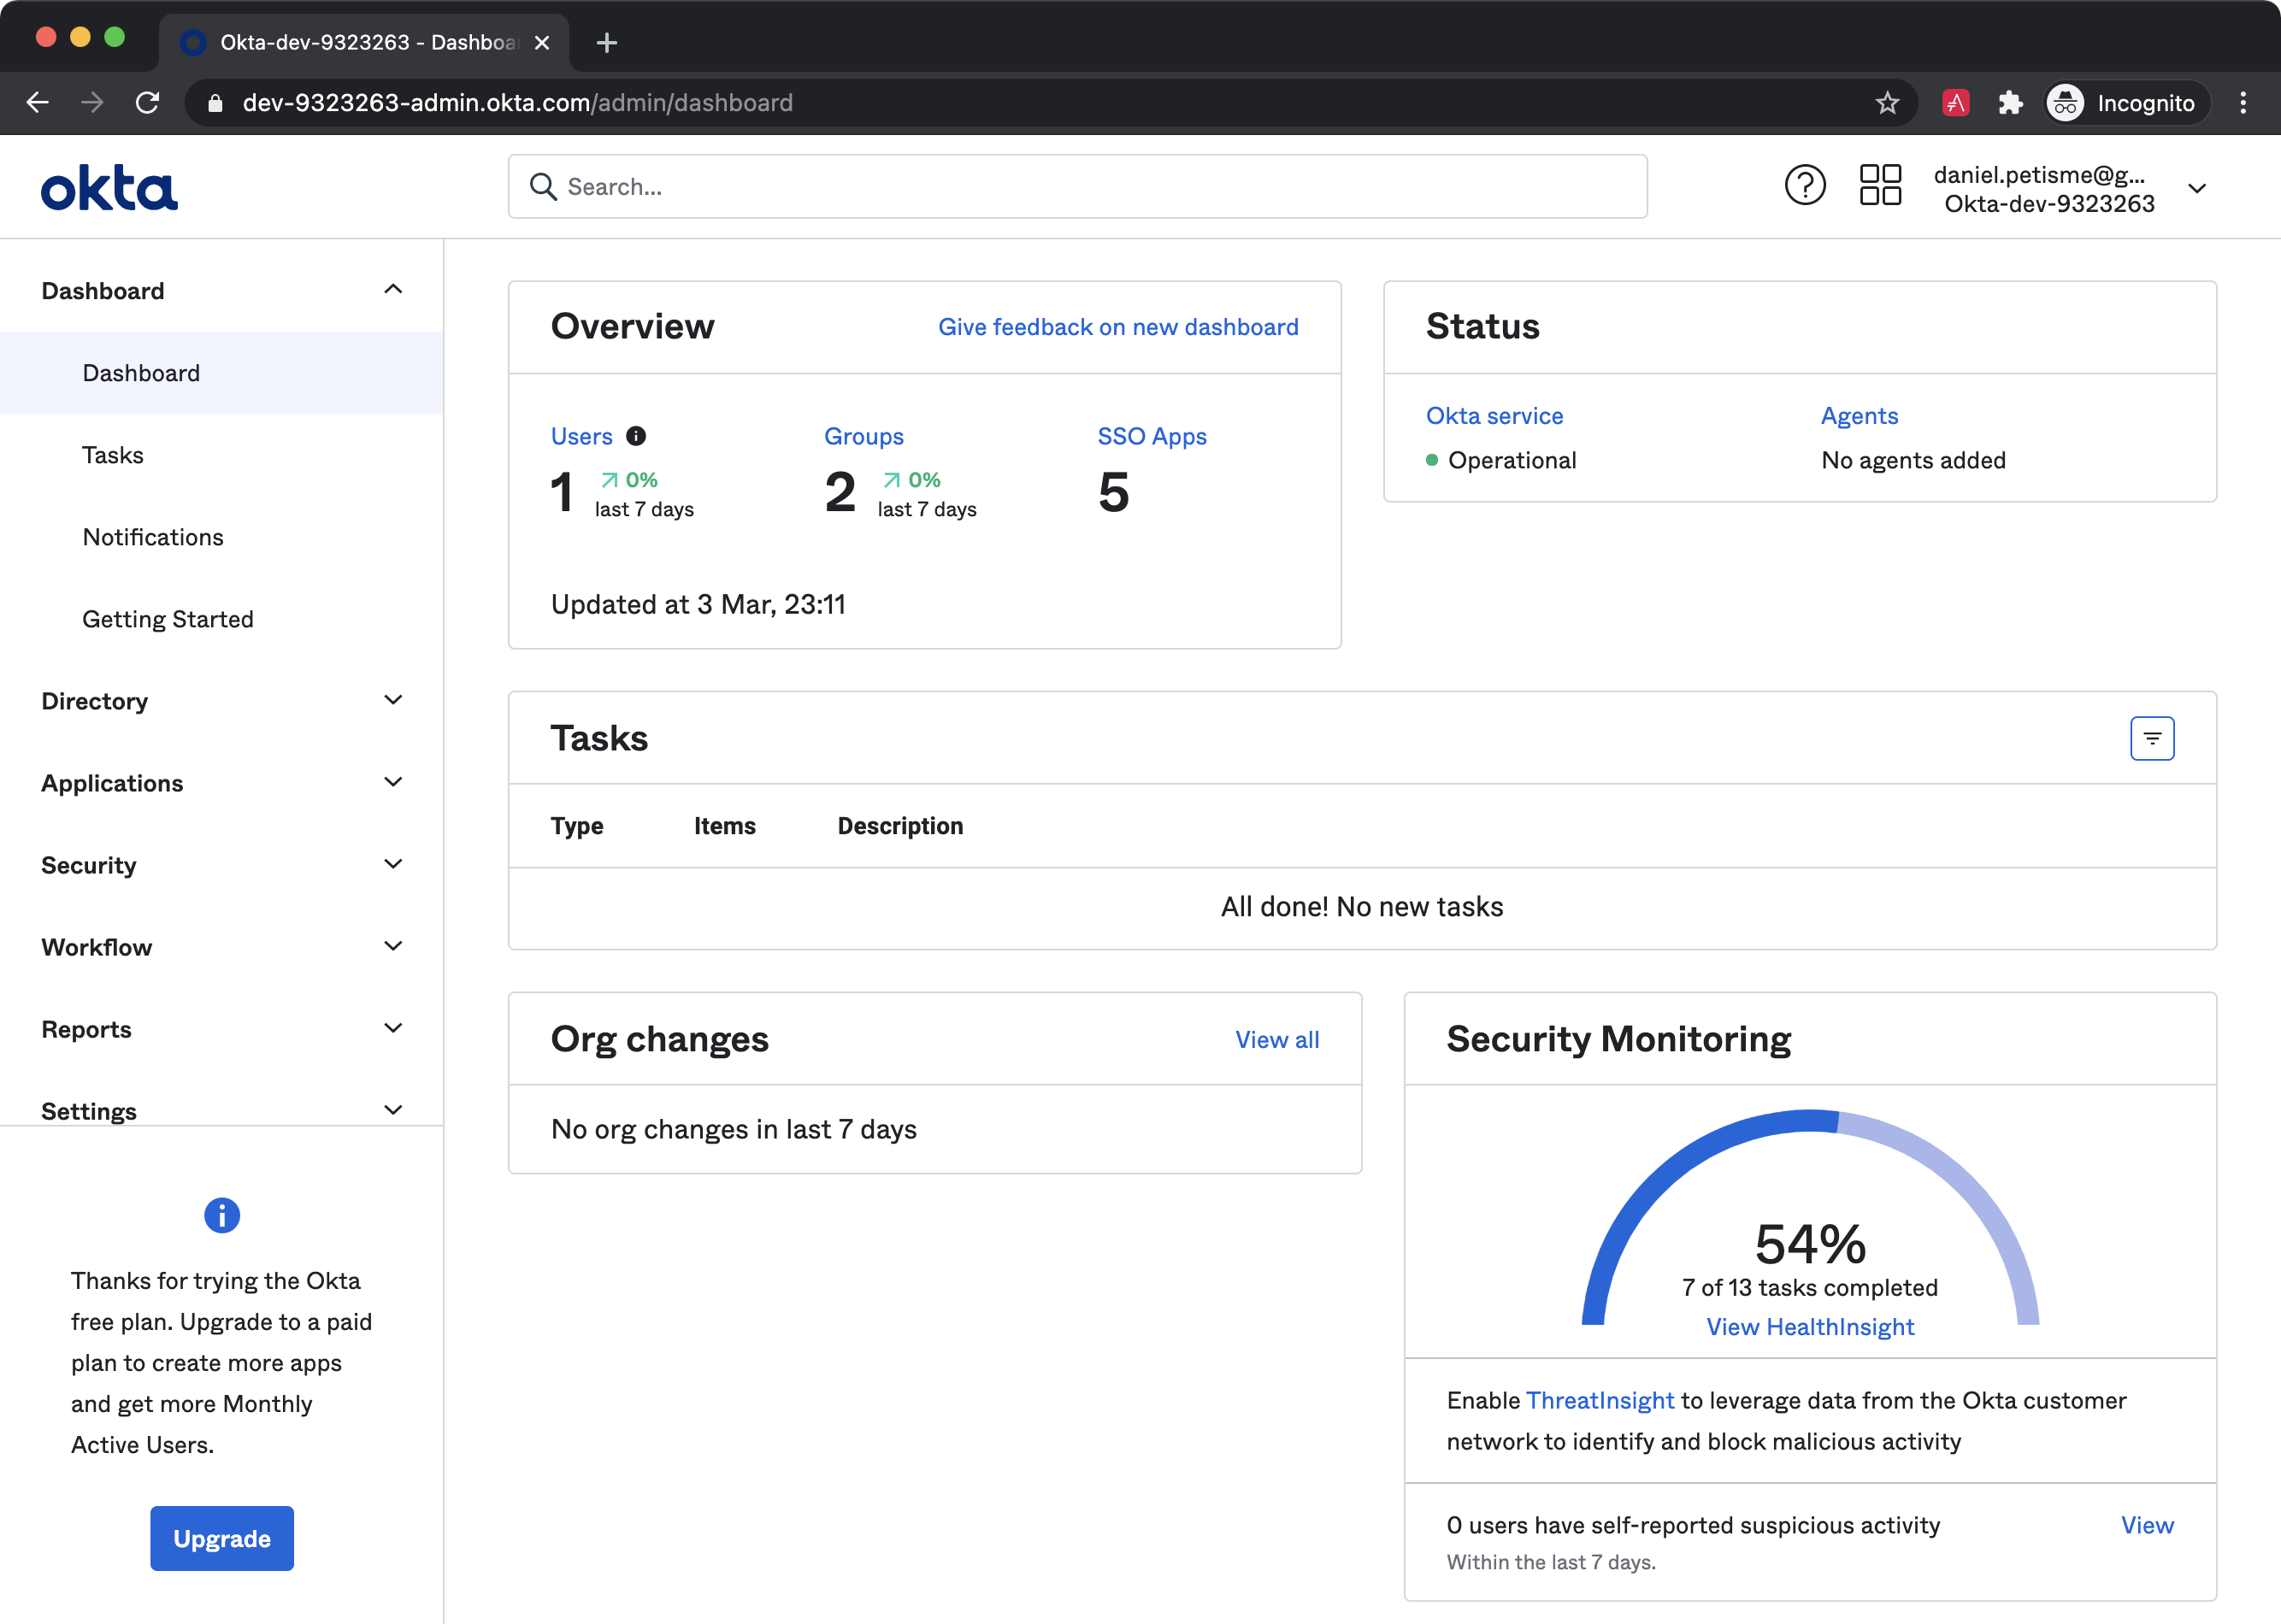 Okta-dev-9323263 - Dashboa
dev-9323263-admin.okta.com/admin/dashboard
Incognito
okta
Search...
daniel.petisme@g...
Okta-dev-9323263
Dashboard
Dashboard
Tasks
Notifications
Getting Started
Directory
Applications
Security
Workflow
Reports
Settings
Thanks for trying the Okta
free plan. Upgrade to a paid
plan to create more apps
and get more Monthly
Active Users.
Upgrade
Overview
Give feedback on new dashboard
Users
1
0%
last 7 days
Groups
2
0%
last 7 days
SSO Apps
5
Updated at 3 Mar, 23:11
Status
Okta service
Operational
Agents
No agents added
Tasks
Type Items Description
All done! No new tasks
Org changes
View all
No org changes in last 7 days
Security Monitoring
54%
7 of 13 tasks completed
View HealthInsight
Enable ThreatInsight to leverage data from the Okta customer
network to identify and block malicious activity
0 users have self-reported suspicious activity
View
Within the last 7 days.